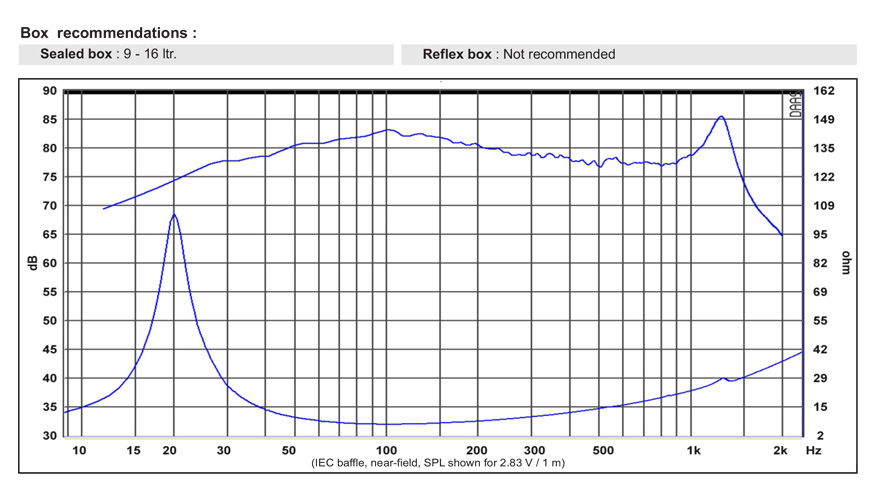 Box recommendations :
Sealed box : 9 - 16 ltr.
Reflex box : Not recommended
90 162
DAAS
85 149
80 135
75 122
70 109
65 95
dB ohm
60 82
55 69
50 55
45 42
40 29
35 15
30 2
10 15 20 30 50 100 200 300 500 1k 2k Hz
(IEC baffle, near-field, SPL shown for 2.83 V / 1 m)